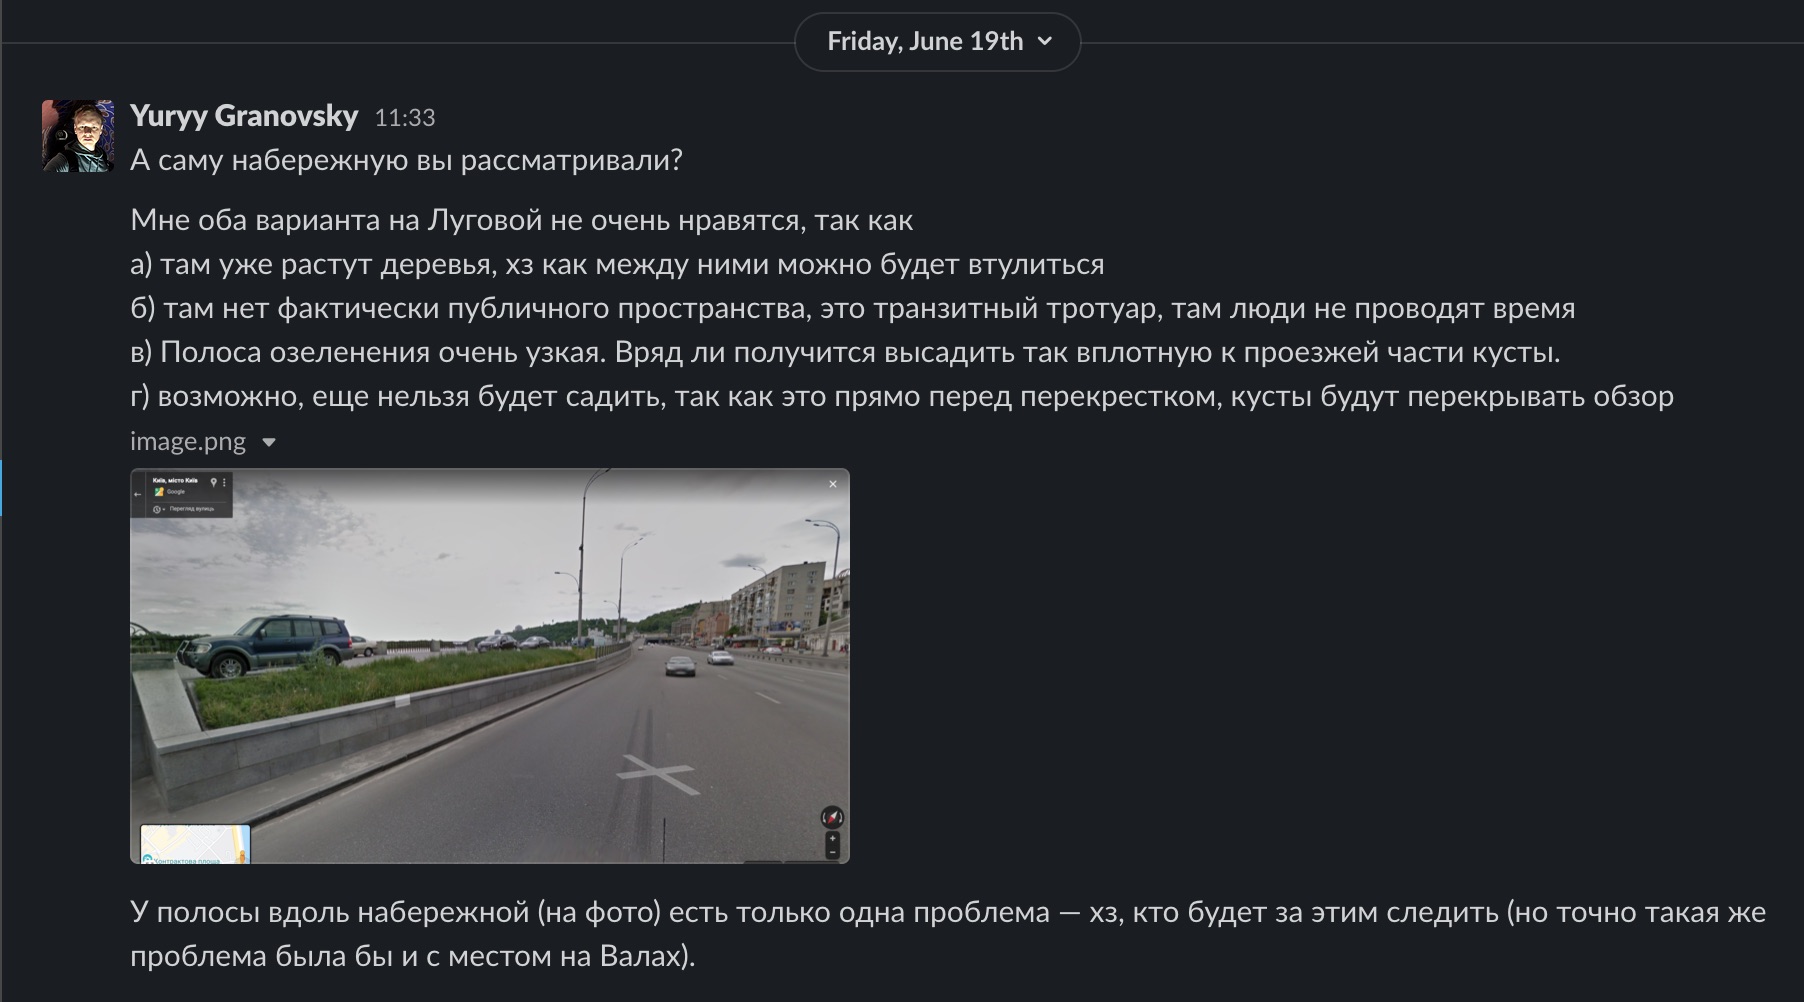 Friday, June 19th
Yuryy Granovsky 11:33
А саму набережную вы рассматривали?
Мне оба варианта на Луговой не очень нравятся, так как
а) там уже растут деревья, хз как между ними можно будет втулиться
б) там нет фактически публичного пространства, это транзитный тротуар, там люди не проводят время
в) Полоса озеленения очень узкая. Вряд ли получится высадить так вплотную к проезжей части кусты.
г) возможно, еще нельзя будет садить, так как это прямо перед перекрестком, кусты будут перекрывать обзор
image.png
Київ, місто Київ
Google
Перегляд вулиць
Контрактова площа
У полосы вдоль набережной (на фото) есть только одна проблема — хз, кто будет за этим следить (но точно такая же
проблема была бы и с местом на Валах).